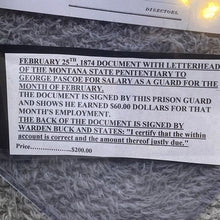 DIRECTORS.
FEBRUARY 25TH, 1874 DOCUMENT WITH LETTERHEAD
OF THE MONTANA STATE PENITENTIARY TO
GEORGE PASCOE FOR SALARY AS A GUARD FOR THE
MONTH OF FEBRUARY.
THE DOCUMENT IS SIGNED BY THIS PRISON GUARD
AND SHOWS HE EARNED $60.00 DOLLARS FOR THAT
MONTH'S EMPLOYMENT.
THE BACK OF THE DOCUMENT IS SIGNED BY
WARDEN BUCK AND STATES: "I certify that the within
account is correct and the amount thereof justly due."
Price...............$200.00